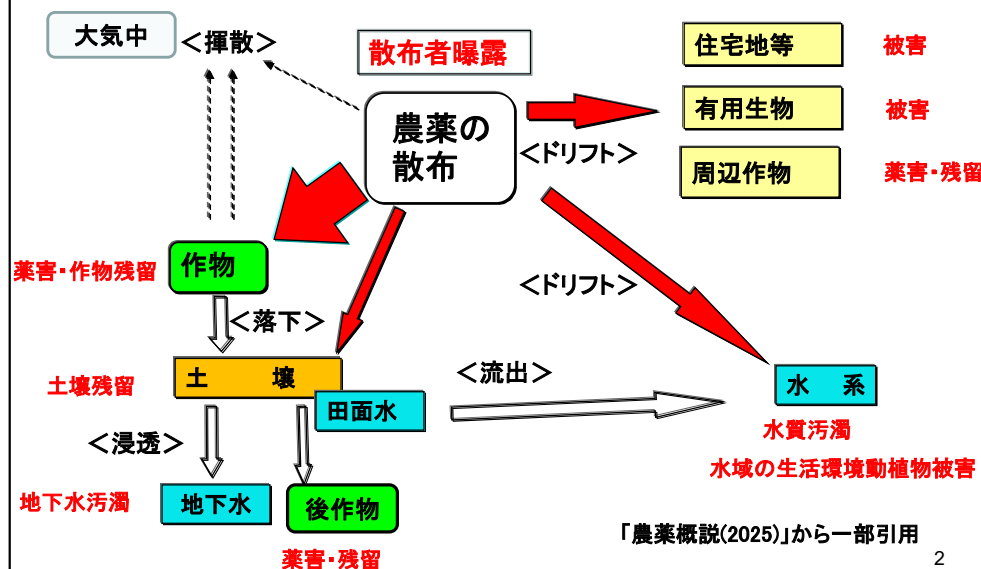 大気中
＜揮散＞
散布者曝露
住宅地等
被害
農薬の
散布
有用生物
被害
＜ドリフト＞
周辺作物
薬害・残留
作物
薬害・作物残留
＜ドリフト＞
＜落下＞
土　　壌
土壌残留
田面水
＜流出＞
水　系
水質汚濁
水域の生活環境動植物被害
＜浸透＞
地下水
地下水汚濁
後作物
薬害・残留
「農薬概説(2025)」から一部引用
2